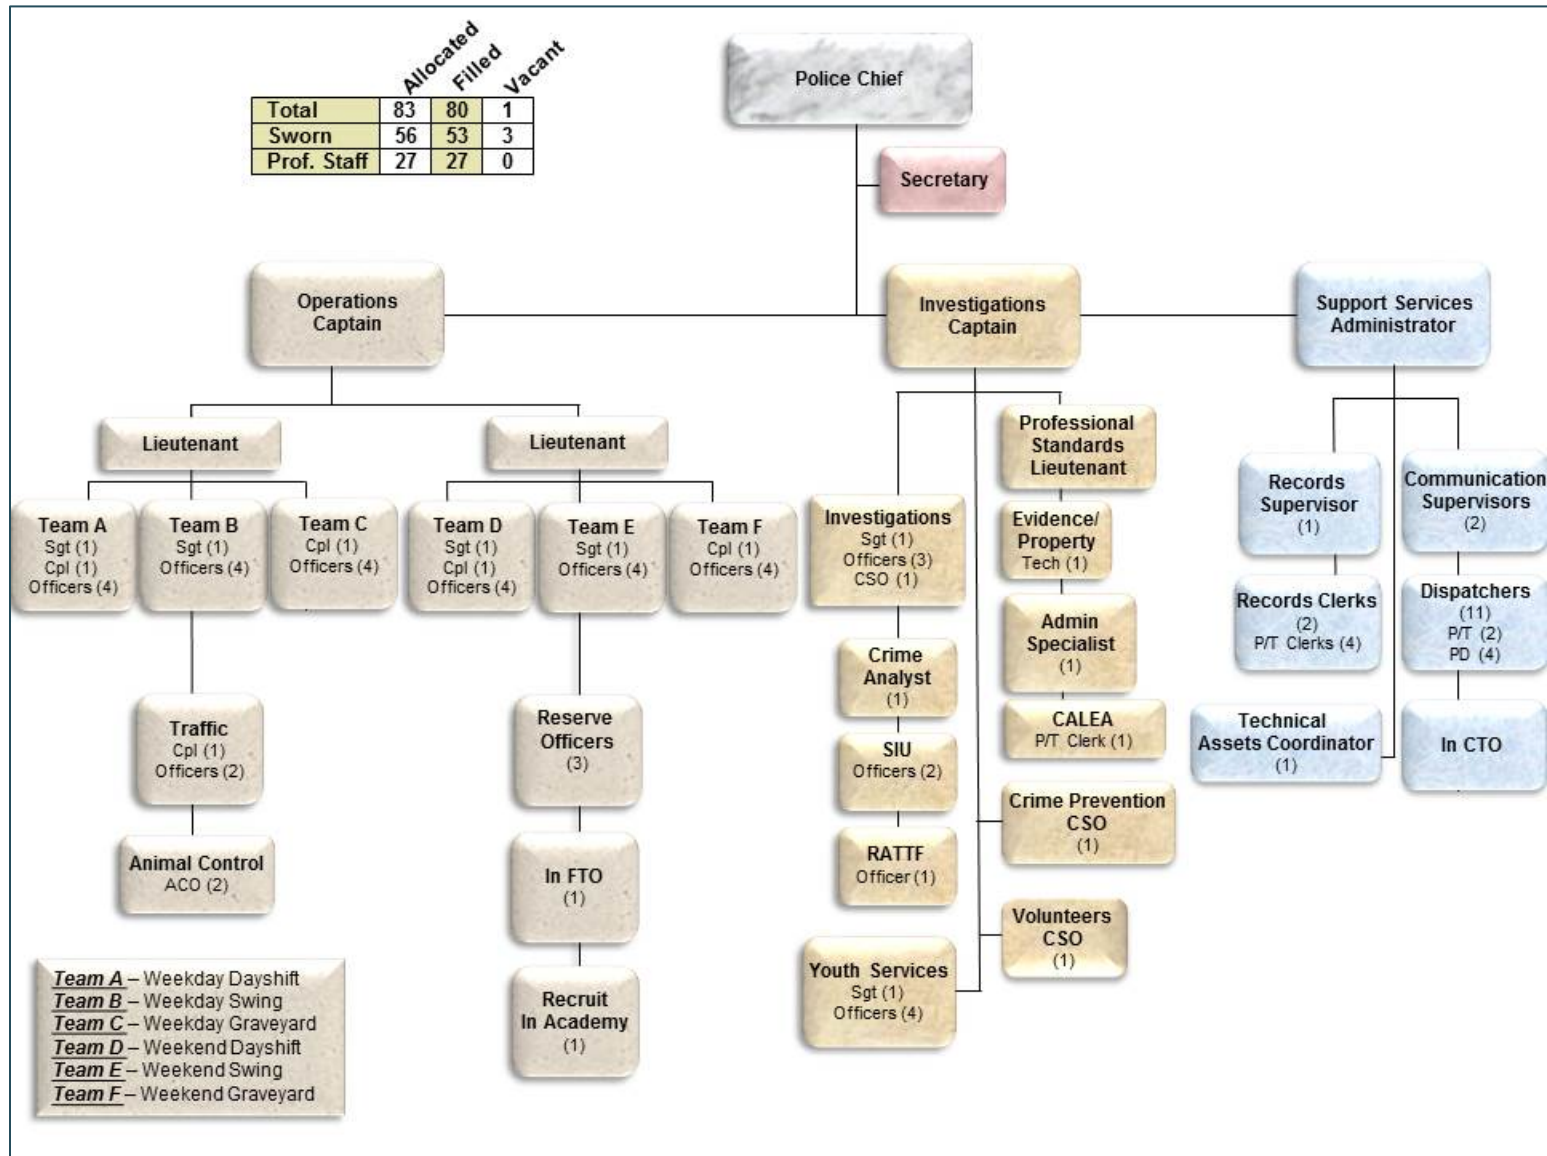 Allocated
Filled
Vacant
Total 83 80 1
Sworn 56 53 3
Prof. Staff 27 27 0
Police Chief
Secretary
Operations
Captain
Investigations
Captain
Support Services
Administrator
Lieutenant
Team A
Sgt (1)
Cpl (1)
Officers (4)
Team B
Sgt (1)
Officers (4)
Team C
Cpl (1)
Officers (4)
Traffic
Cpl (1)
Officers (2)
Animal Control
ACO (2)
Lieutenant
Team D
Sgt (1)
Cpl (1)
Officers (4)
Team E
Sgt (1)
Officers (4)
Team F
Cpl (1)
Officers (4)
Reserve
Officers
(3)
In FTO
(1)
Recruit
In Academy
(1)
Investigations
Sgt (1)
Officers (3)
CSO (1)
Crime
Analyst
(1)
SIU
Officers (2)
RATTF
Officer (1)
Youth Services
Sgt (1)
Officers (4)
Professional
Standards
Lieutenant
Evidence/
Property
Tech (1)
Admin
Specialist
(1)
CALEA
P/T Clerk (1)
Crime Prevention
CSO
(1)
Volunteers
CSO
(1)
Records
Supervisor
(1)
Records Clerks
(2)
P/T Clerks (4)
Technical
Assets Coordinator
(1)
Communication
Supervisors
(2)
Dispatchers
(11)
P/T (2)
PD (4)
In CTO
Team A – Weekday Dayshift
Team B – Weekday Swing
Team C – Weekday Graveyard
Team D – Weekend Dayshift
Team E – Weekend Swing
Team F – Weekend Graveyard